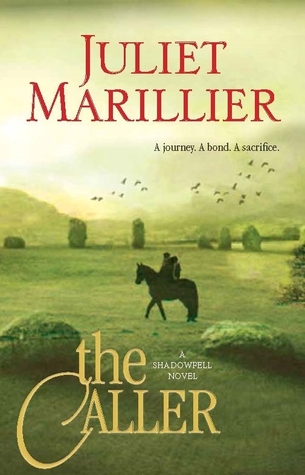 JULIET
MARILLIER
A journey. A bond. A sacrifice.
the
CALLER
A
SHADOWFELL
NOVEL